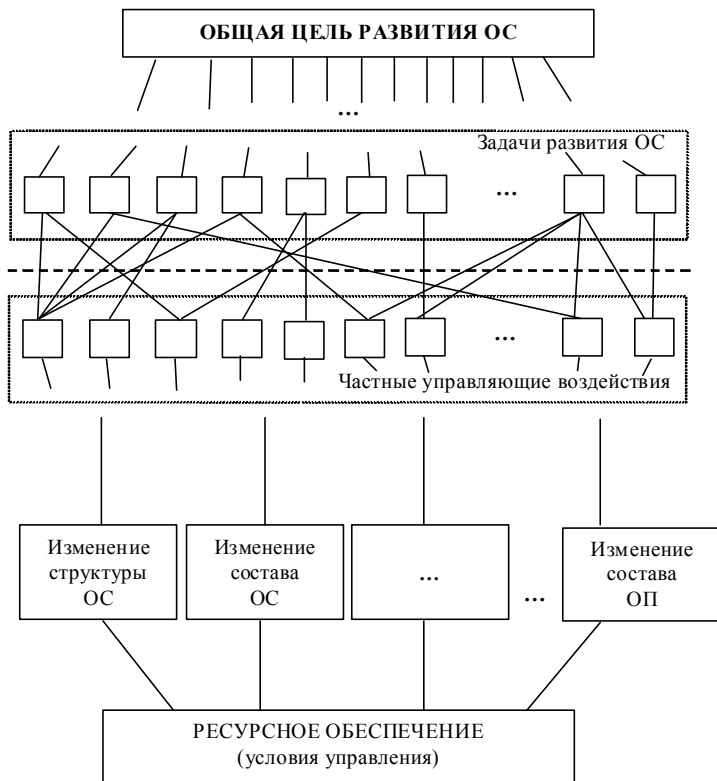 ОБЩАЯ ЦЕЛЬ РАЗВИТИЯ ОС
...
Задачи развития ОС
...
...
Частные управляющие воздействия
Изменение
структуры
ОС
Изменение
состава
ОС
...
...
Изменение
состава
ОП
РЕСУРСНОЕ ОБЕСПЕЧЕНИЕ
(условия управления)